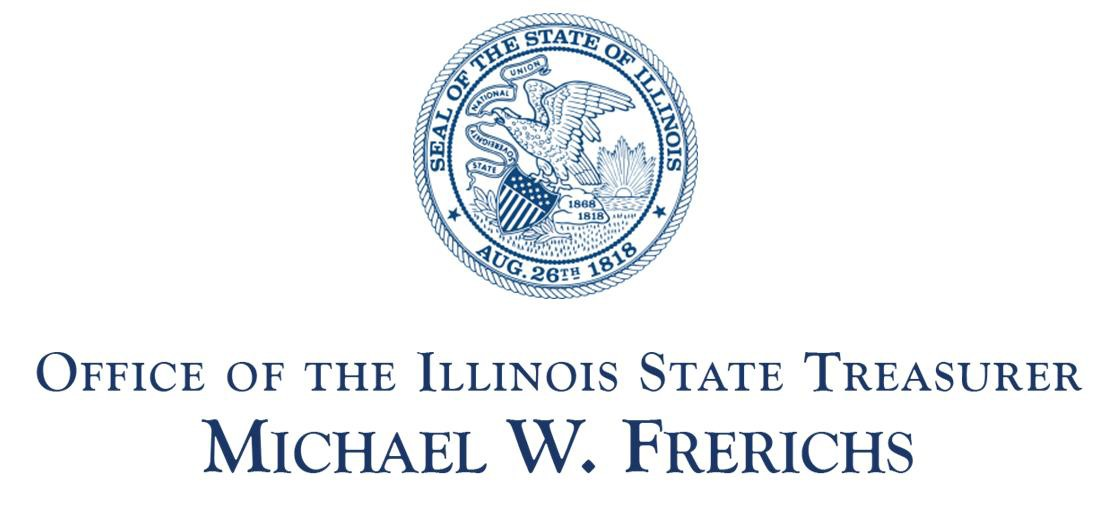 SEAL OF THE STATE OF ILLINOIS
UNION
NATIONAL
SOVEREIGNTY
STATE
1868
1818
AUG. 26TH 1818
OFFICE OF THE ILLINOIS STATE TREASURER
MICHAEL W. FRERICHS